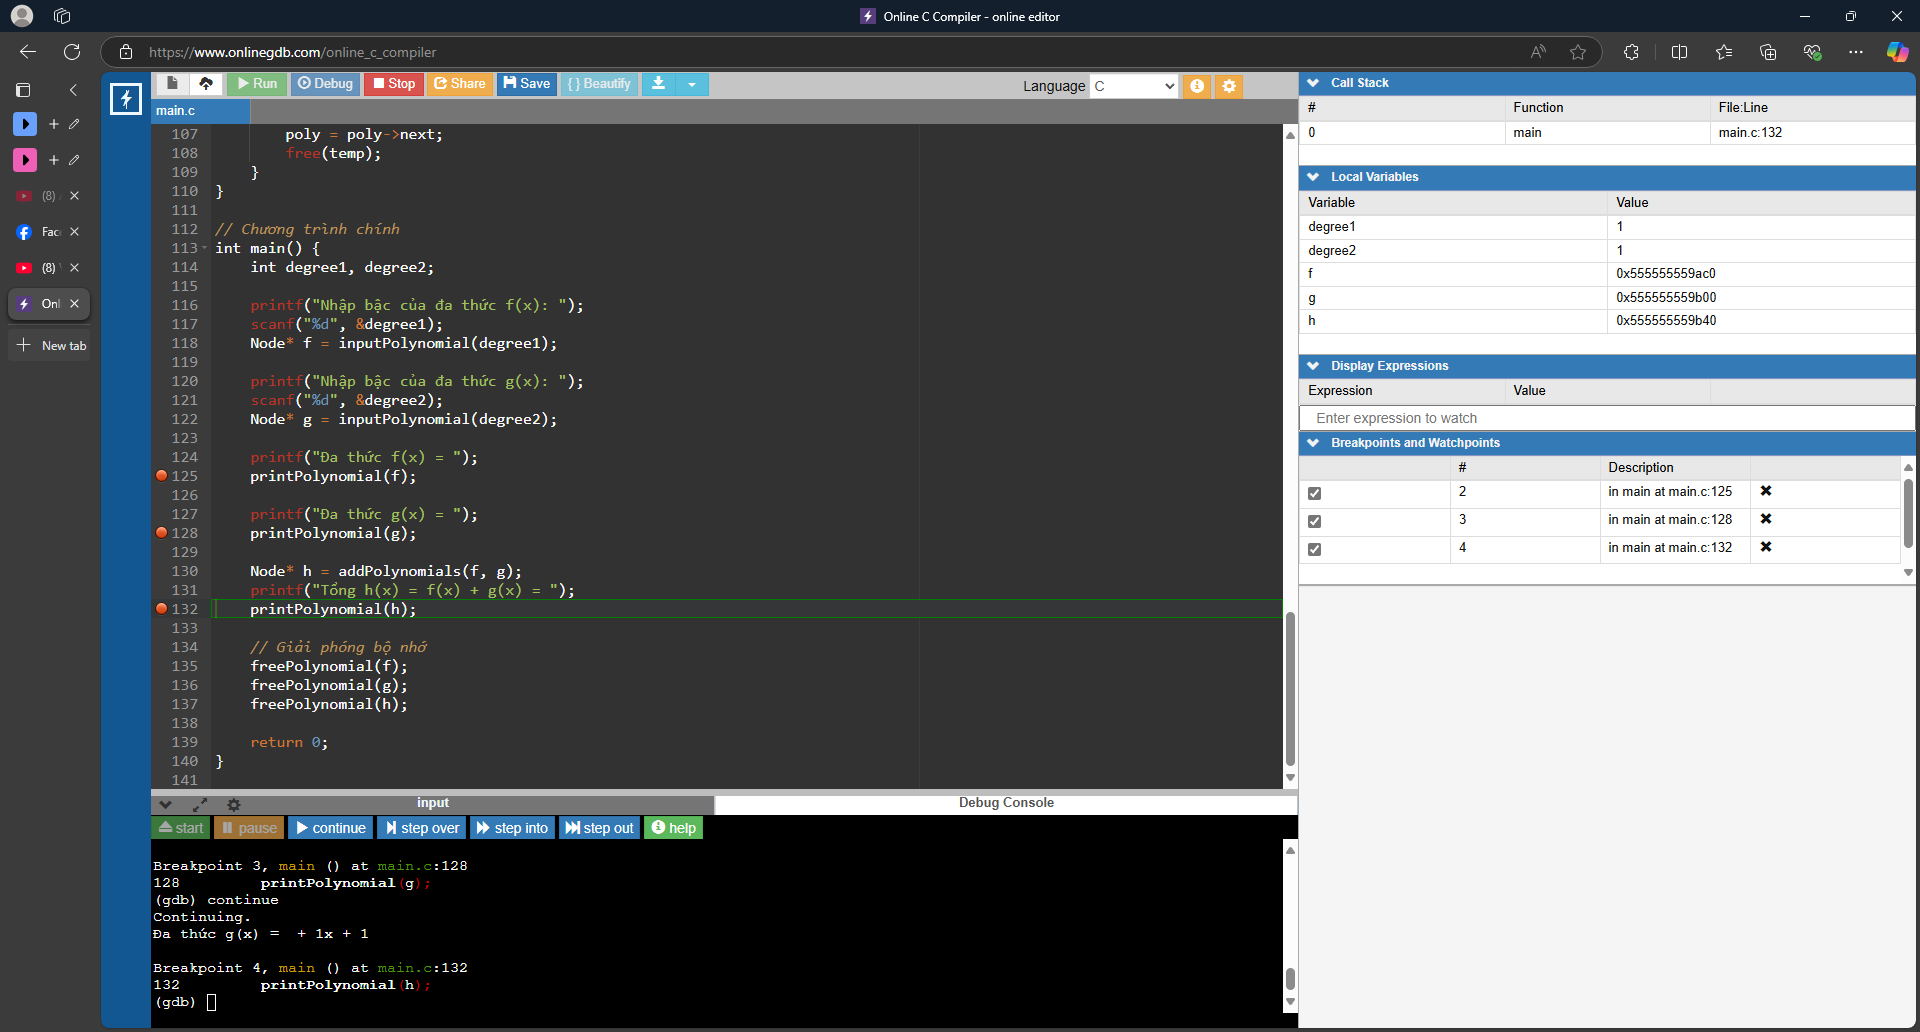 Online C Compiler - online editor
https://www.onlinegdb.com/online_c_compiler
Run
Debug
Stop
Share
Save
{ } Beautify
Language C
main.c
(8)
Fac
(8)
Onl
New tab
107 poly = poly->next;
108 free(temp);
109 }
110 }
111
112 // Chương trình chính
113 int main() {
114 int degree1, degree2;
115
116 printf("Nhập bậc của đa thức f(x): ");
117 scanf("%d", &degree1);
118 Node* f = inputPolynomial(degree1);
119
120 printf("Nhập bậc của đa thức g(x): ");
121 scanf("%d", &degree2);
122 Node* g = inputPolynomial(degree2);
123
124 printf("Đa thức f(x) = ");
125 printPolynomial(f);
126
127 printf("Đa thức g(x) = ");
128 printPolynomial(g);
129
130 Node* h = addPolynomials(f, g);
131 printf("Tổng h(x) = f(x) + g(x) = ");
132 printPolynomial(h);
133
134 // Giải phóng bộ nhớ
135 freePolynomial(f);
136 freePolynomial(g);
137 freePolynomial(h);
138
139 return 0;
140 }
141
input
Debug Console
start
pause
continue
step over
step into
step out
help
Breakpoint 3, main () at main.c:128
128 printPolynomial(g);
(gdb) continue
Continuing.
Đa thức g(x) = + 1x + 1
Breakpoint 4, main () at main.c:132
132 printPolynomial(h);
(gdb)
Call Stack
# Function File:Line
0 main main.c:132
Local Variables
Variable Value
degree1 1
degree2 1
f 0x555555559ac0
g 0x555555559b00
h 0x555555559b40
Display Expressions
Expression Value
Enter expression to watch
Breakpoints and Watchpoints
# Description
2 in main at main.c:125
3 in main at main.c:128
4 in main at main.c:132